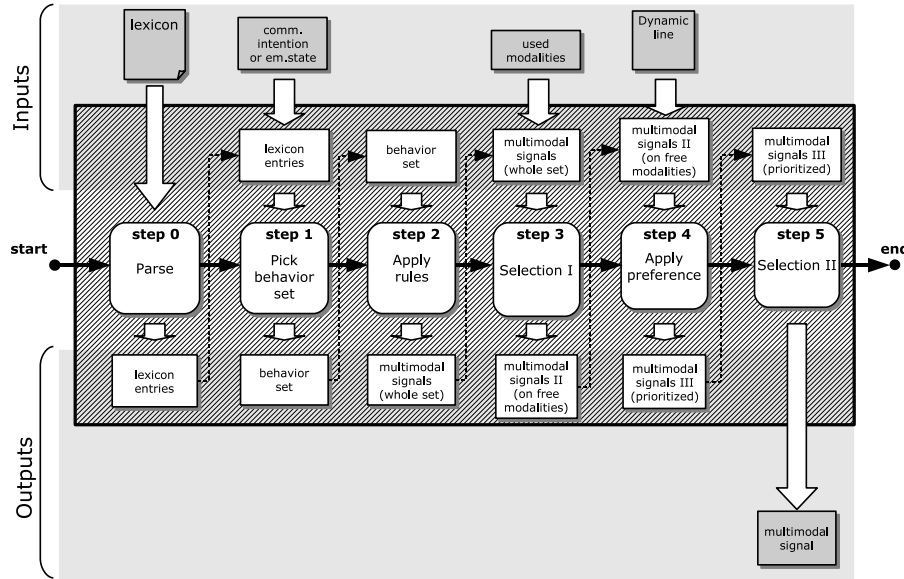 Inputs
lexicon
comm.
intention
or em.state
used
modalities
Dynamic
line
lexicon
entries
behavior
set
multimodal
signals
(whole set)
multimodal
signals II
(on free
modalities)
multimodal
signals III
(prioritized)
start
step 0
Parse
step 1
Pick
behavior
set
step 2
Apply
rules
step 3
Selection I
step 4
Apply
preference
step 5
Selection II
end
Outputs
lexicon
entries
behavior
set
multimodal
signals
(whole set)
multimodal
signals II
(on free
modalities)
multimodal
signals III
(prioritized)
multimodal
signal